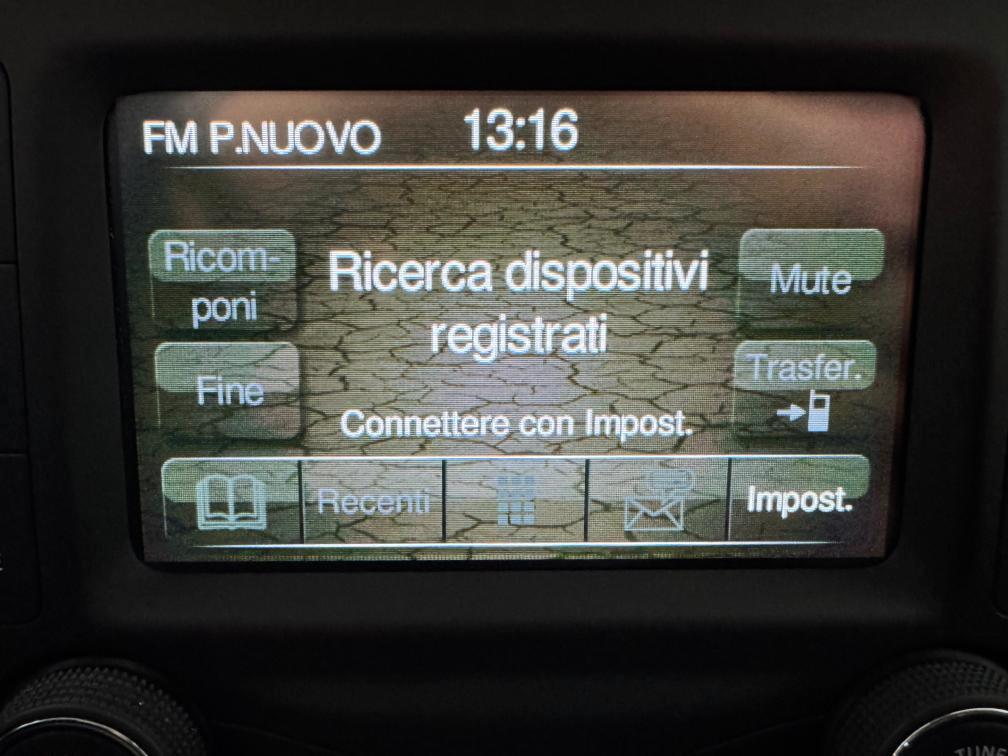 FM P.NUOVO 13:16
Ricom-
poni
Ricerca dispositivi
registrati
Mute
Fine
Trasfer.
Connettere con Impost.
Recenti
Impost.